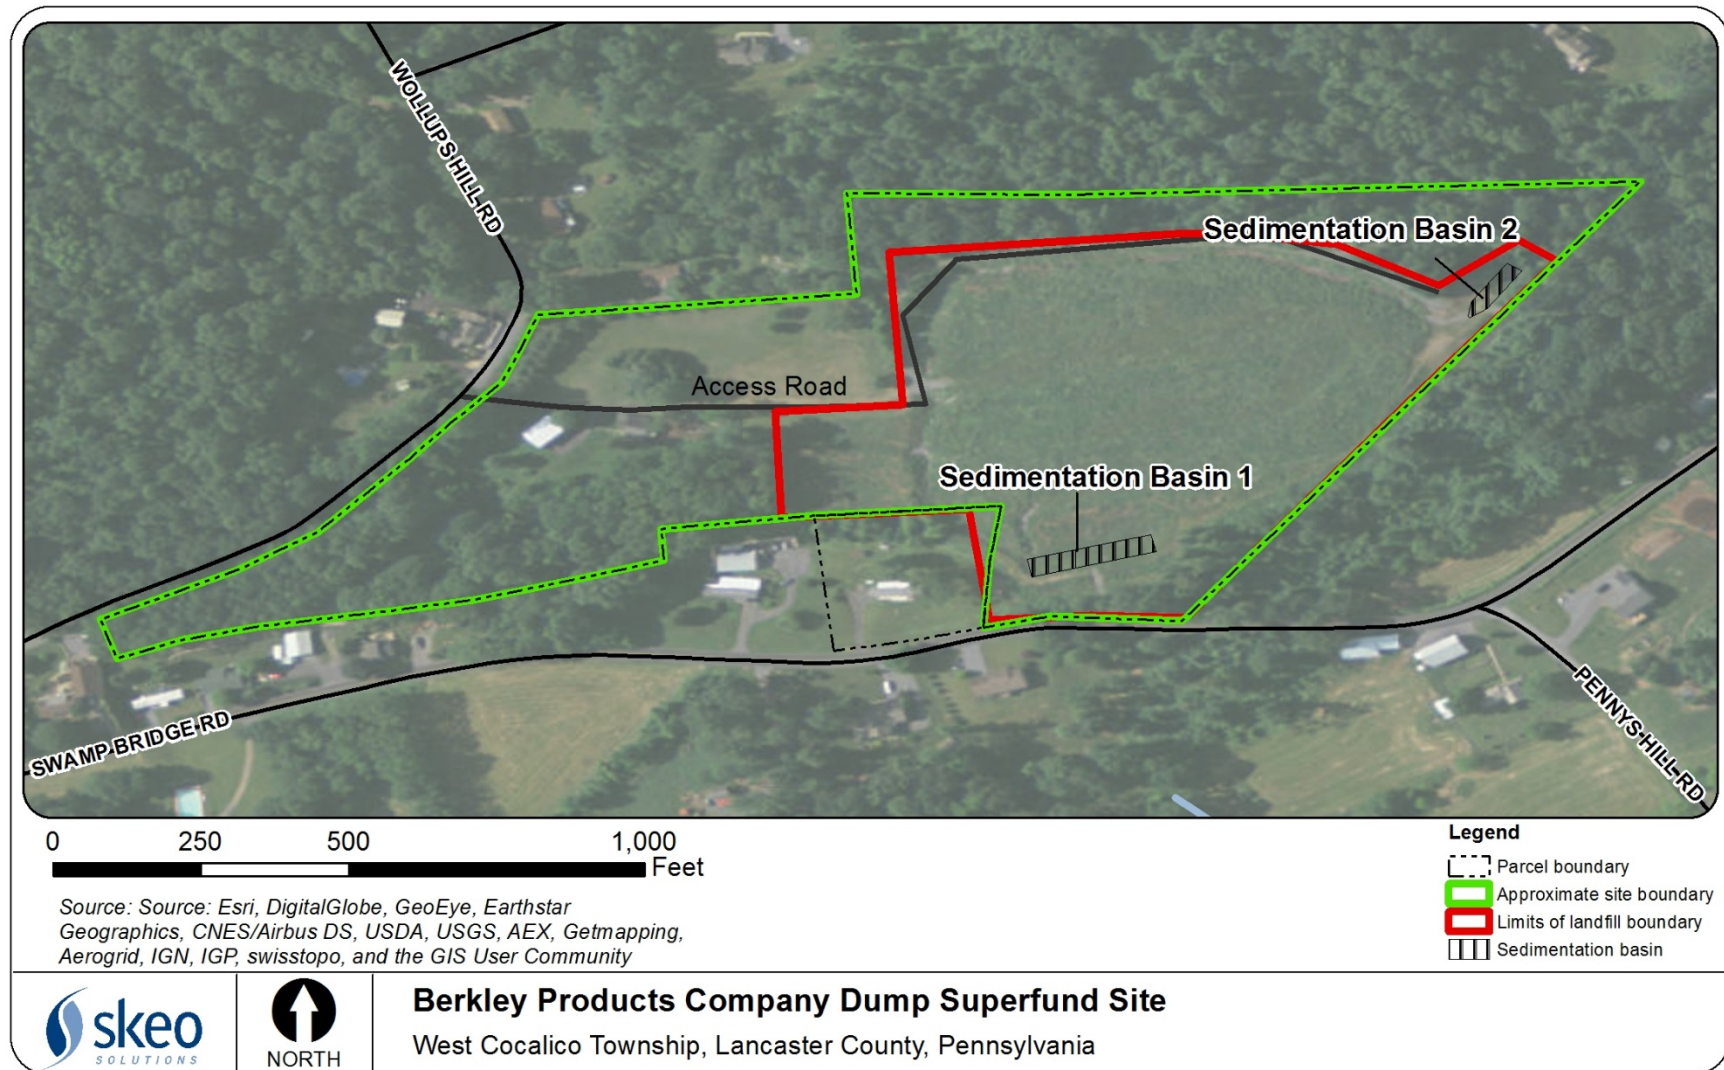 WOLLUPS HILL RD
Sedimentation Basin 2
Access Road
Sedimentation Basin 1
SWAMP BRIDGE RD
PENNYS HILL RD
0 250 500 1,000
Feet
Source: Source: Esri, DigitalGlobe, GeoEye, Earthstar
Geographics, CNES/Airbus DS, USDA, USGS, AEX, Getmapping,
Aerogrid, IGN, IGP, swisstopo, and the GIS User Community
Legend
Parcel boundary
Approximate site boundary
Limits of landfill boundary
Sedimentation basin
skeo
SOLUTIONS
NORTH
Berkley Products Company Dump Superfund Site
West Cocalico Township, Lancaster County, Pennsylvania